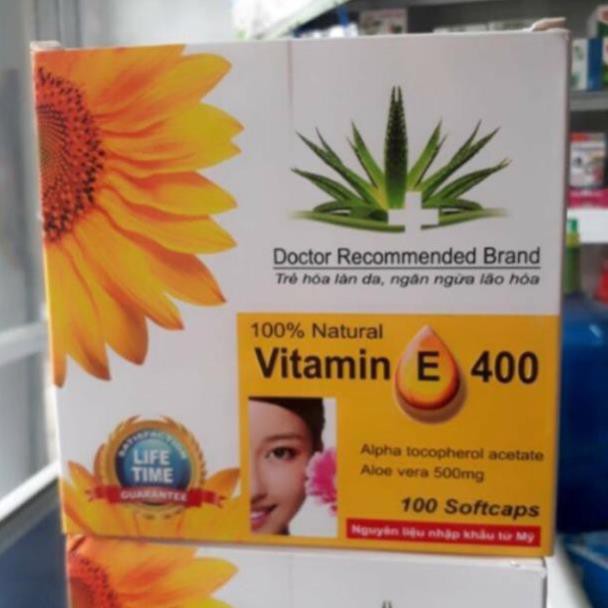 Doctor Recommended Brand
Trẻ hóa làn da, ngăn ngừa lão hóa
100% Natural
Vitamin E 400
Alpha tocopherol acetate
Aloe vera 500mg
100 Softcaps
Nguyên liệu nhập khẩu từ Mỹ
SATISFACTION
LIFE
TIME
GUARANTEE